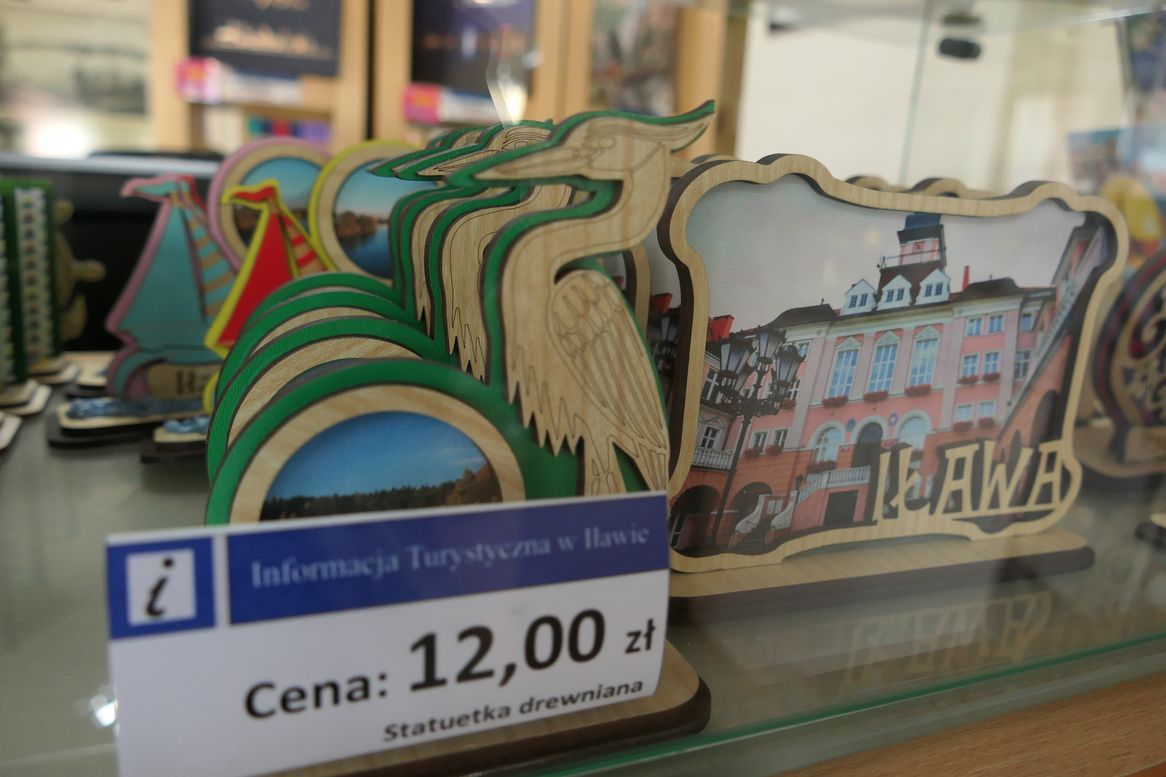 IŁAWA
i
Informacja Turystyczna w Iławie
Cena: 12,00 zł
Statuetka drewniana